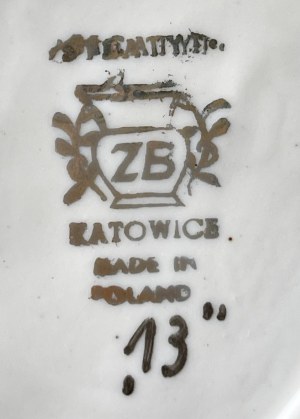 ZB
KATOWICE
MADE IN
POLAND
"13"